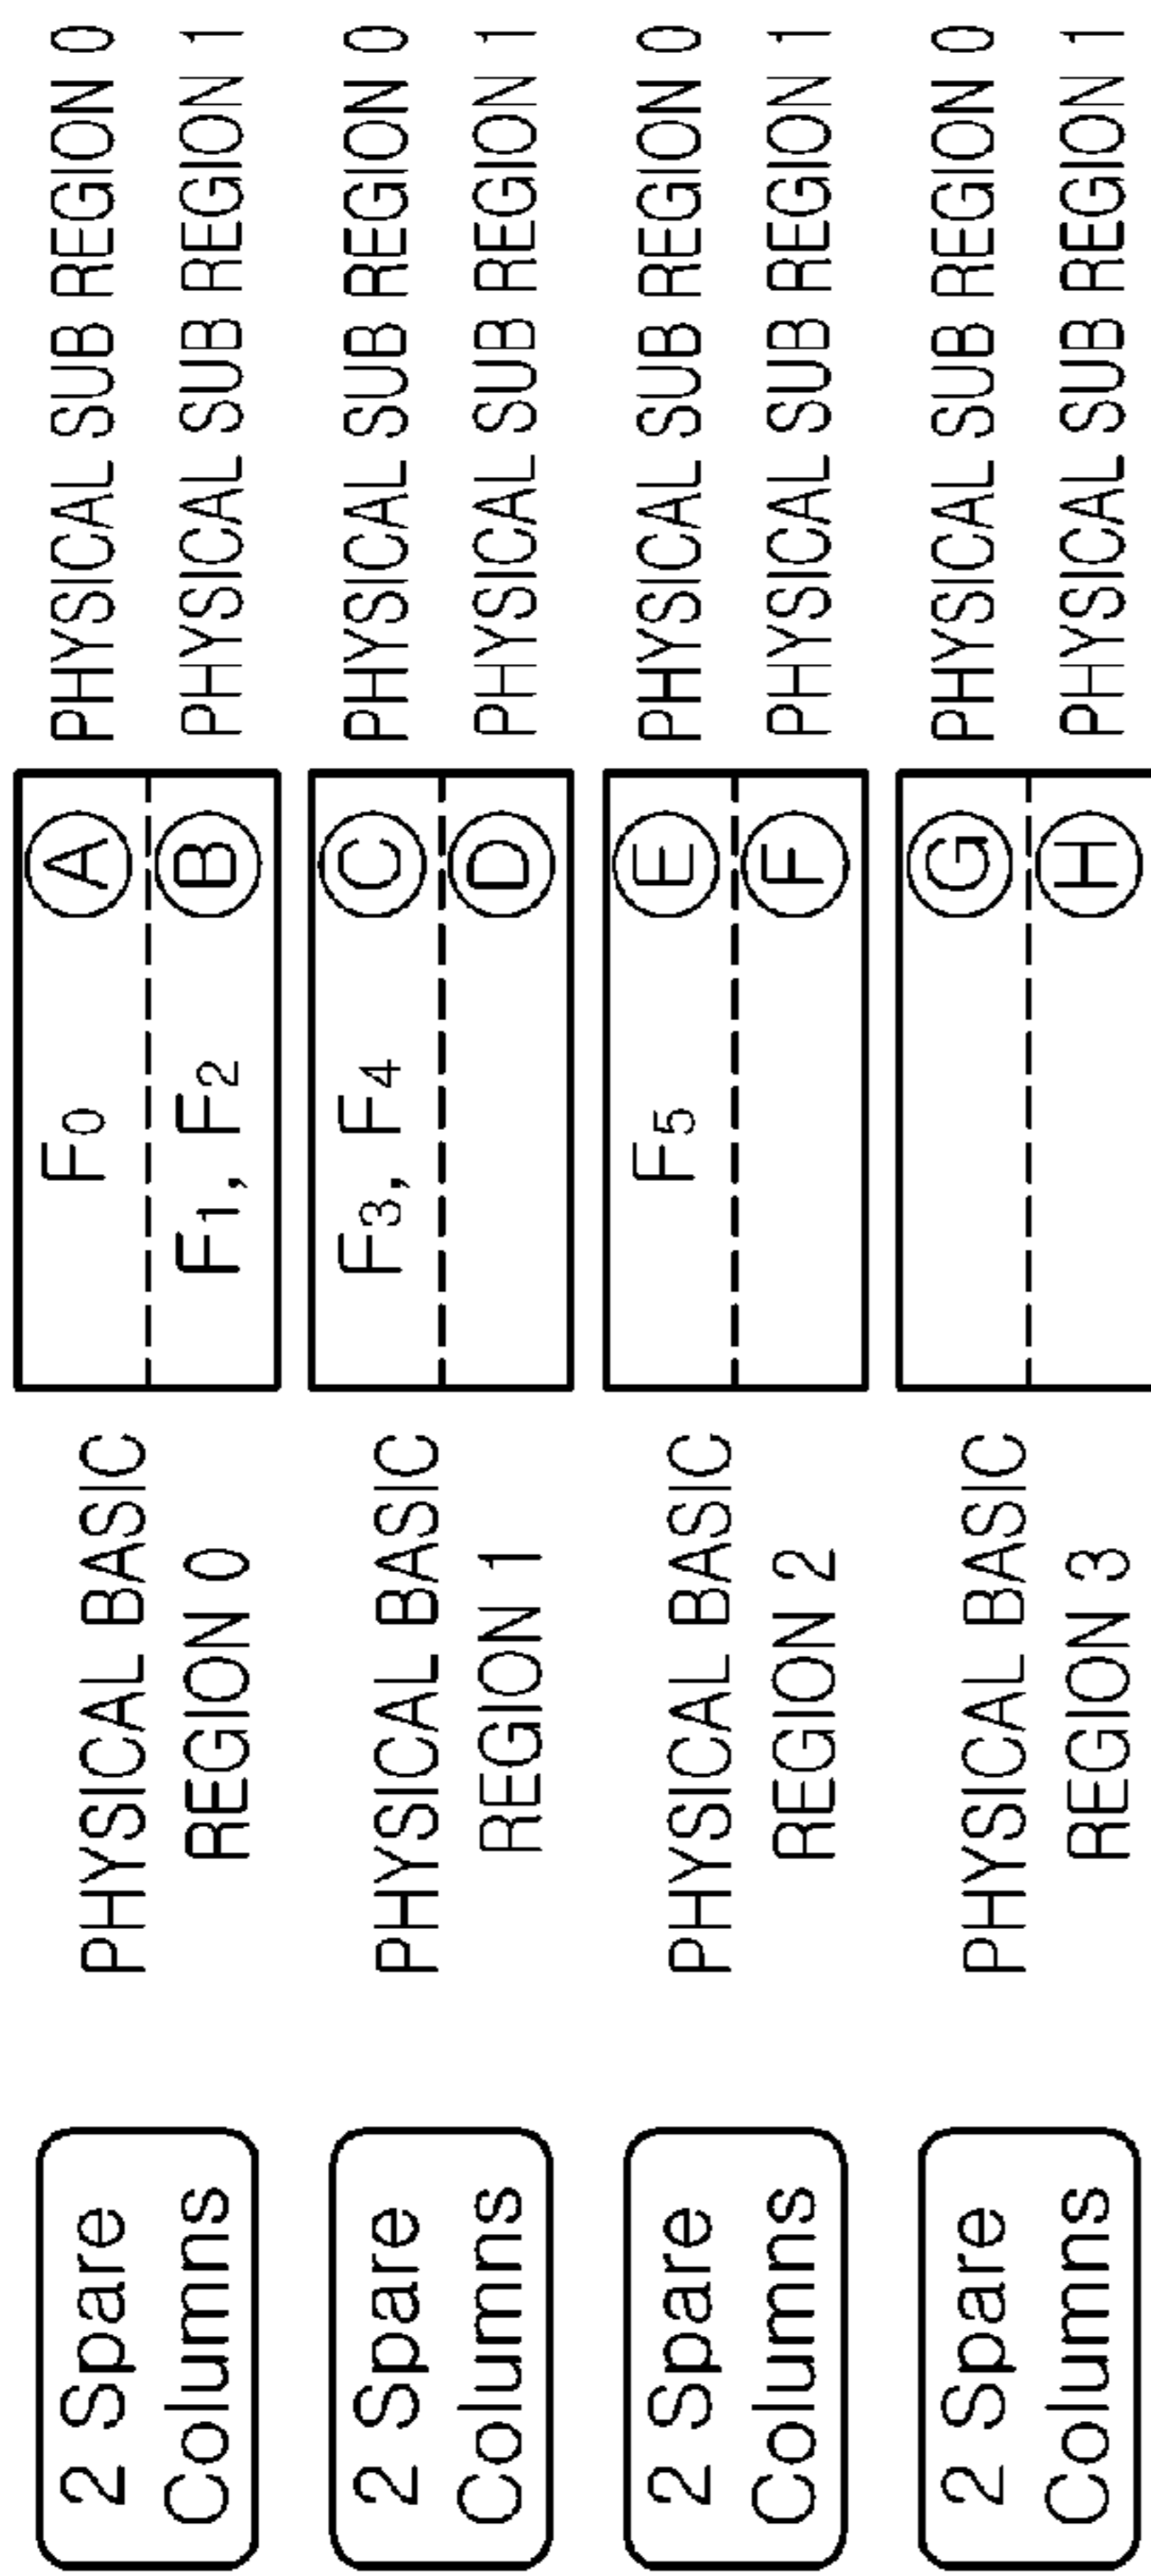 2 Spare
Columns
PHYSICAL BASIC
REGION 0
F0
A
F1, F2
B
PHYSICAL SUB REGION 0
PHYSICAL SUB REGION 1
2 Spare
Columns
PHYSICAL BASIC
REGION 1
F3, F4
C
D
PHYSICAL SUB REGION 0
PHYSICAL SUB REGION 1
2 Spare
Columns
PHYSICAL BASIC
REGION 2
F5
E
F
PHYSICAL SUB REGION 0
PHYSICAL SUB REGION 1
2 Spare
Columns
PHYSICAL BASIC
REGION 3
G
H
PHYSICAL SUB REGION 0
PHYSICAL SUB REGION 1